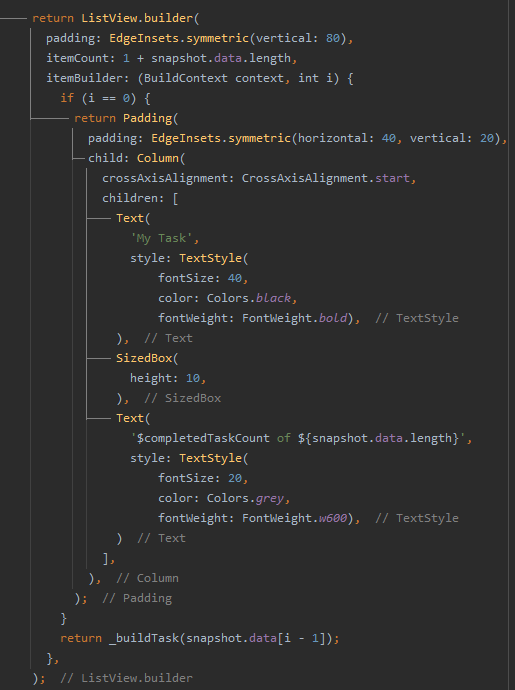 return ListView.builder(
  padding: EdgeInsets.symmetric(vertical: 80),
  itemCount: 1 + snapshot.data.length,
  itemBuilder: (BuildContext context, int i) {
    if (i == 0) {
      return Padding(
        padding: EdgeInsets.symmetric(horizontal: 40, vertical: 20),
        child: Column(
          crossAxisAlignment: CrossAxisAlignment.start,
          children: [
            Text(
              'My Task',
              style: TextStyle(
                  fontSize: 40,
                  color: Colors.black,
                  fontWeight: FontWeight.bold), // TextStyle
            ), // Text
            SizedBox(
              height: 10,
            ), // SizedBox
            Text(
              '$completedTaskCount of ${snapshot.data.length}',
              style: TextStyle(
                  fontSize: 20,
                  color: Colors.grey,
                  fontWeight: FontWeight.w600), // TextStyle
            ) // Text
          ],
        ), // Column
      ); // Padding
    }
    return _buildTask(snapshot.data[i - 1]);
  },
); // ListView.builder